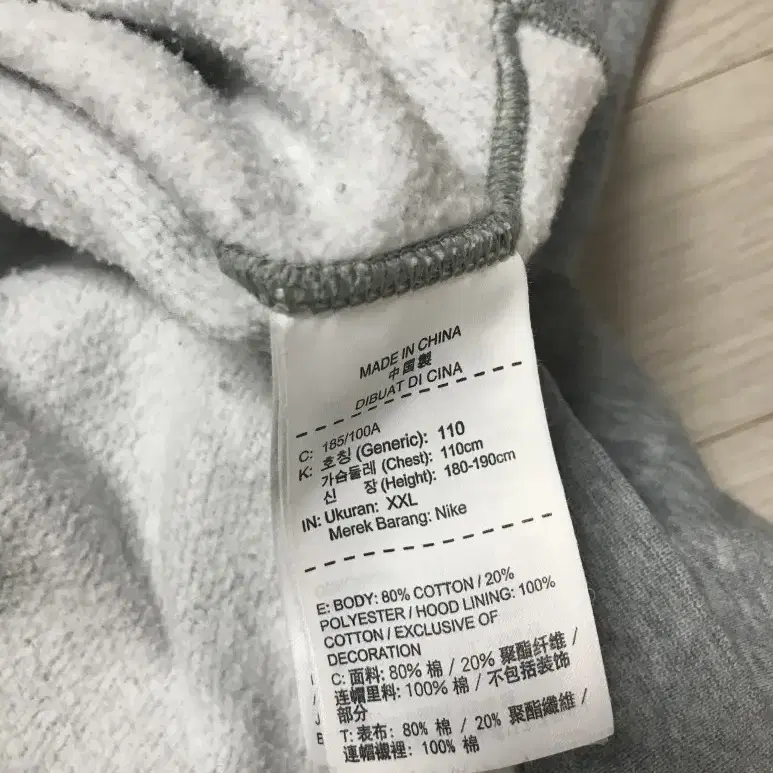 MADE IN CHINA
中国製
DIBUAT DI CINA
C: 185/100A
K: 호칭 (Generic): 110
가슴둘레 (Chest): 110cm
신 장 (Height): 180-190cm
IN: Ukuran: XXL
Merek Barang: Nike
E: BODY: 80% COTTON / 20%
POLYESTER / HOOD LINING: 100%
COTTON / EXCLUSIVE OF
DECORATION
C: 面料: 80% 棉 / 20% 聚酯纤维 /
连帽里料: 100% 棉 / 不包括装饰
部分
T: 表布: 80% 棉 / 20% 聚酯纖維 /
連帽襯裡: 100% 棉